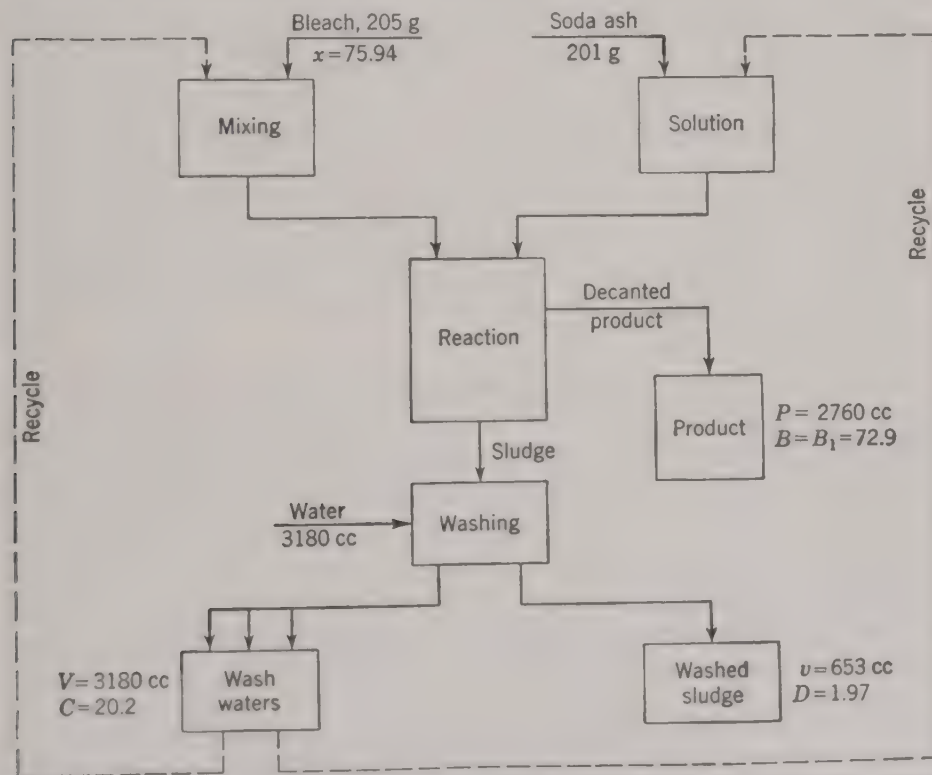 Bleach, 205 g
x=75.94
Soda ash
201 g
Mixing
Solution
Recycle
Recycle
Reaction
Decanted
product
Product
P = 2760 cc
B=B₁=72.9
Sludge
Water
3180 cc
Washing
V=3180 cc
C=20.2
Wash
waters
Washed
sludge
v=653 cc
D=1.97